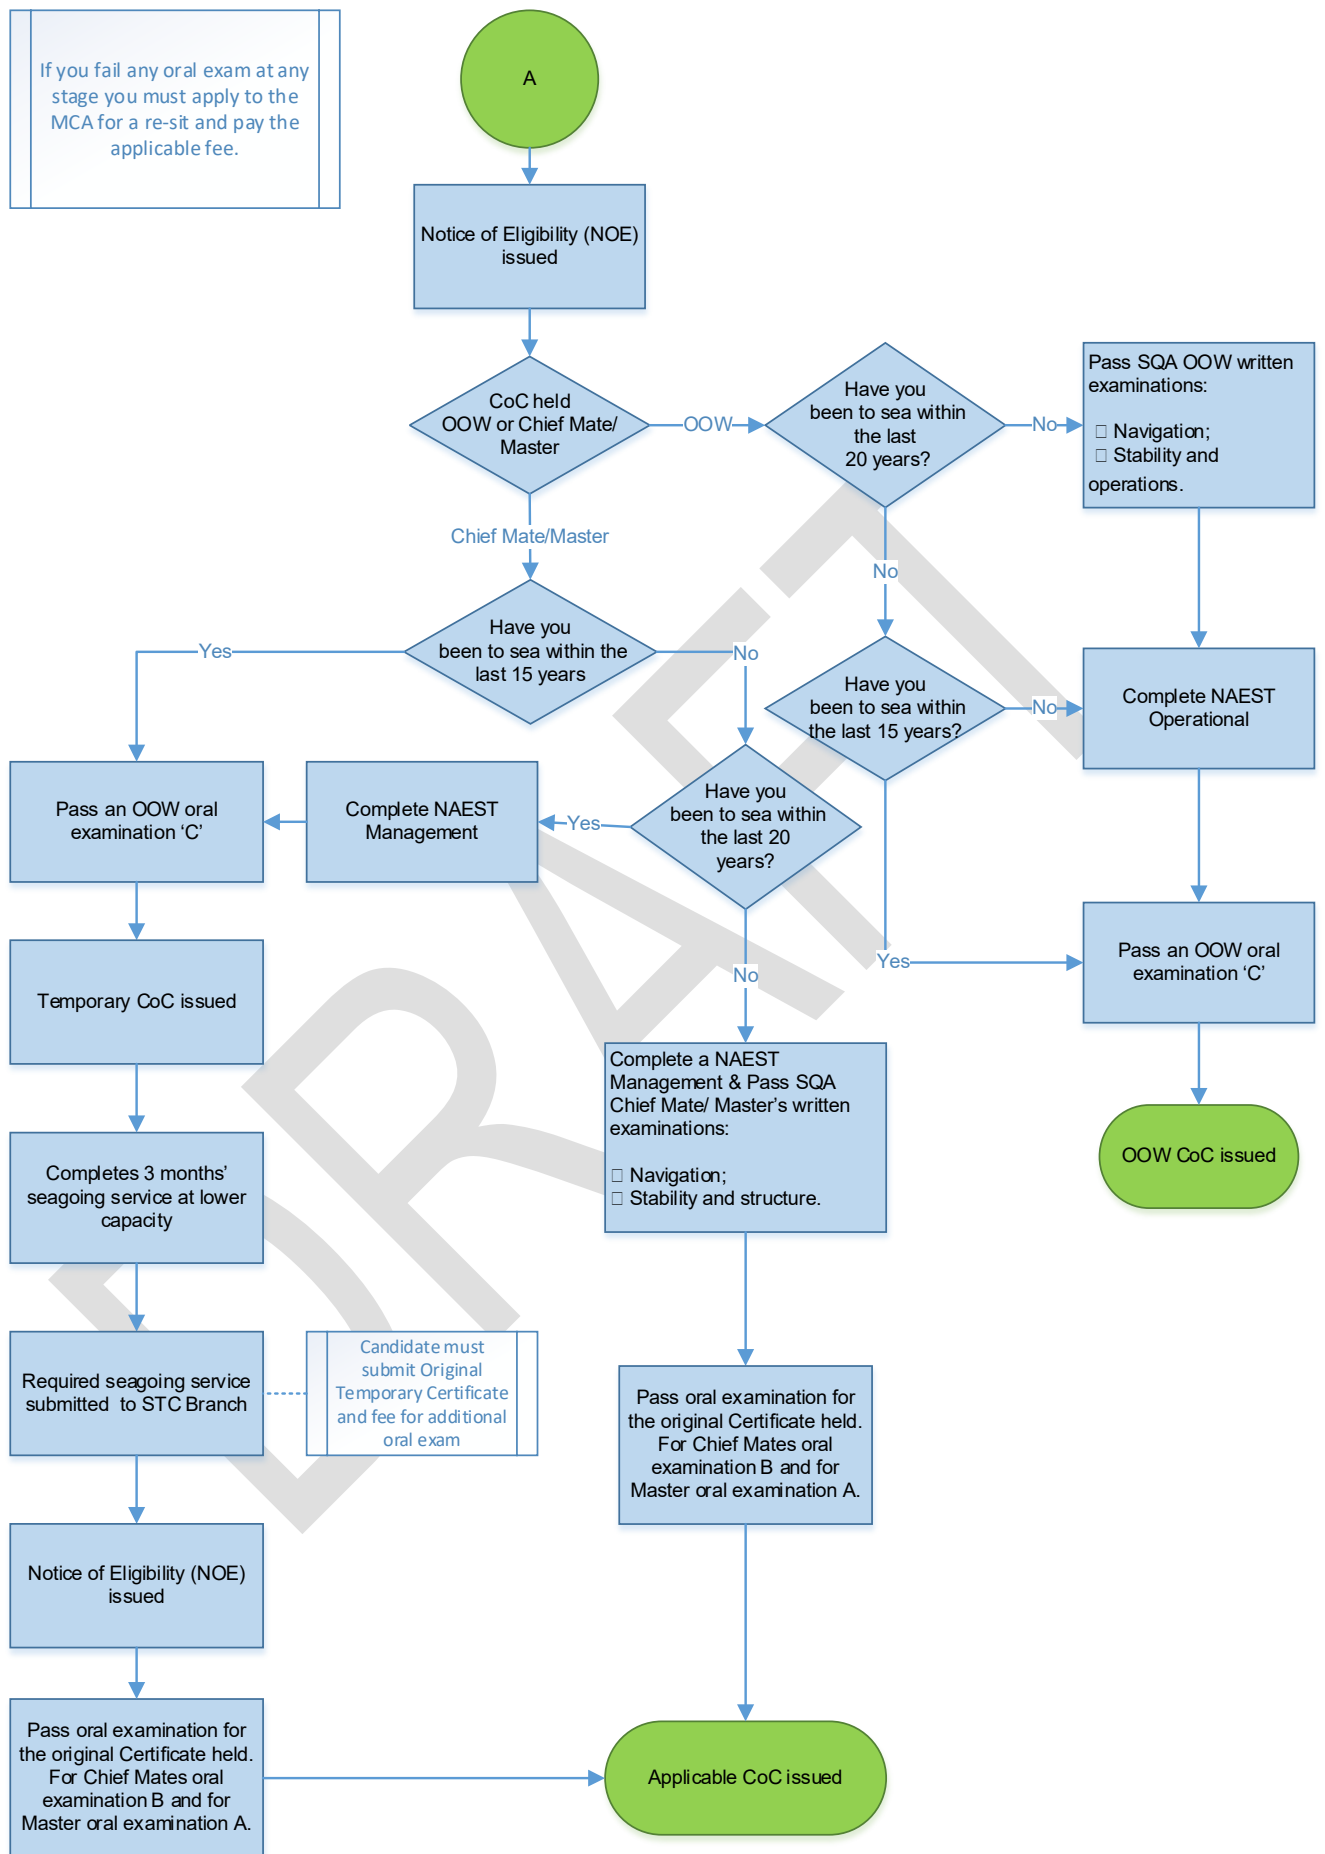 If you fail any oral exam at any
stage you must apply to the
MCA for a re-sit and pay the
applicable fee.
A
Notice of Eligibility (NOE)
issued
CoC held
OOW or Chief Mate/
Master
OOW
Have you
been to sea within
the last
20 years?
No
Pass SQA OOW written
examinations:
□ Navigation;
□ Stability and
operations.
Chief Mate/Master
No
Have you
been to sea within the
last 15 years
Yes
No
Have you
been to sea within
the last 15 years?
No
Complete NAEST
Operational
Pass an OOW oral
examination ‘C’
Complete NAEST
Management
Yes
Have you
been to sea within
the last 20
years?
Yes
Pass an OOW oral
examination ‘C’
No
Temporary CoC issued
Complete a NAEST
Management & Pass SQA
Chief Mate/ Master’s written
examinations:
□ Navigation;
□ Stability and structure.
OOW CoC issued
Completes 3 months’
seagoing service at lower
capacity
Required seagoing service
submitted to STC Branch
Candidate must
submit Original
Temporary Certificate
and fee for additional
oral exam
Pass oral examination for
the original Certificate held.
For Chief Mates oral
examination B and for
Master oral examination A.
Notice of Eligibility (NOE)
issued
Pass oral examination for
the original Certificate held.
For Chief Mates oral
examination B and for
Master oral examination A.
Applicable CoC issued
DRAFT